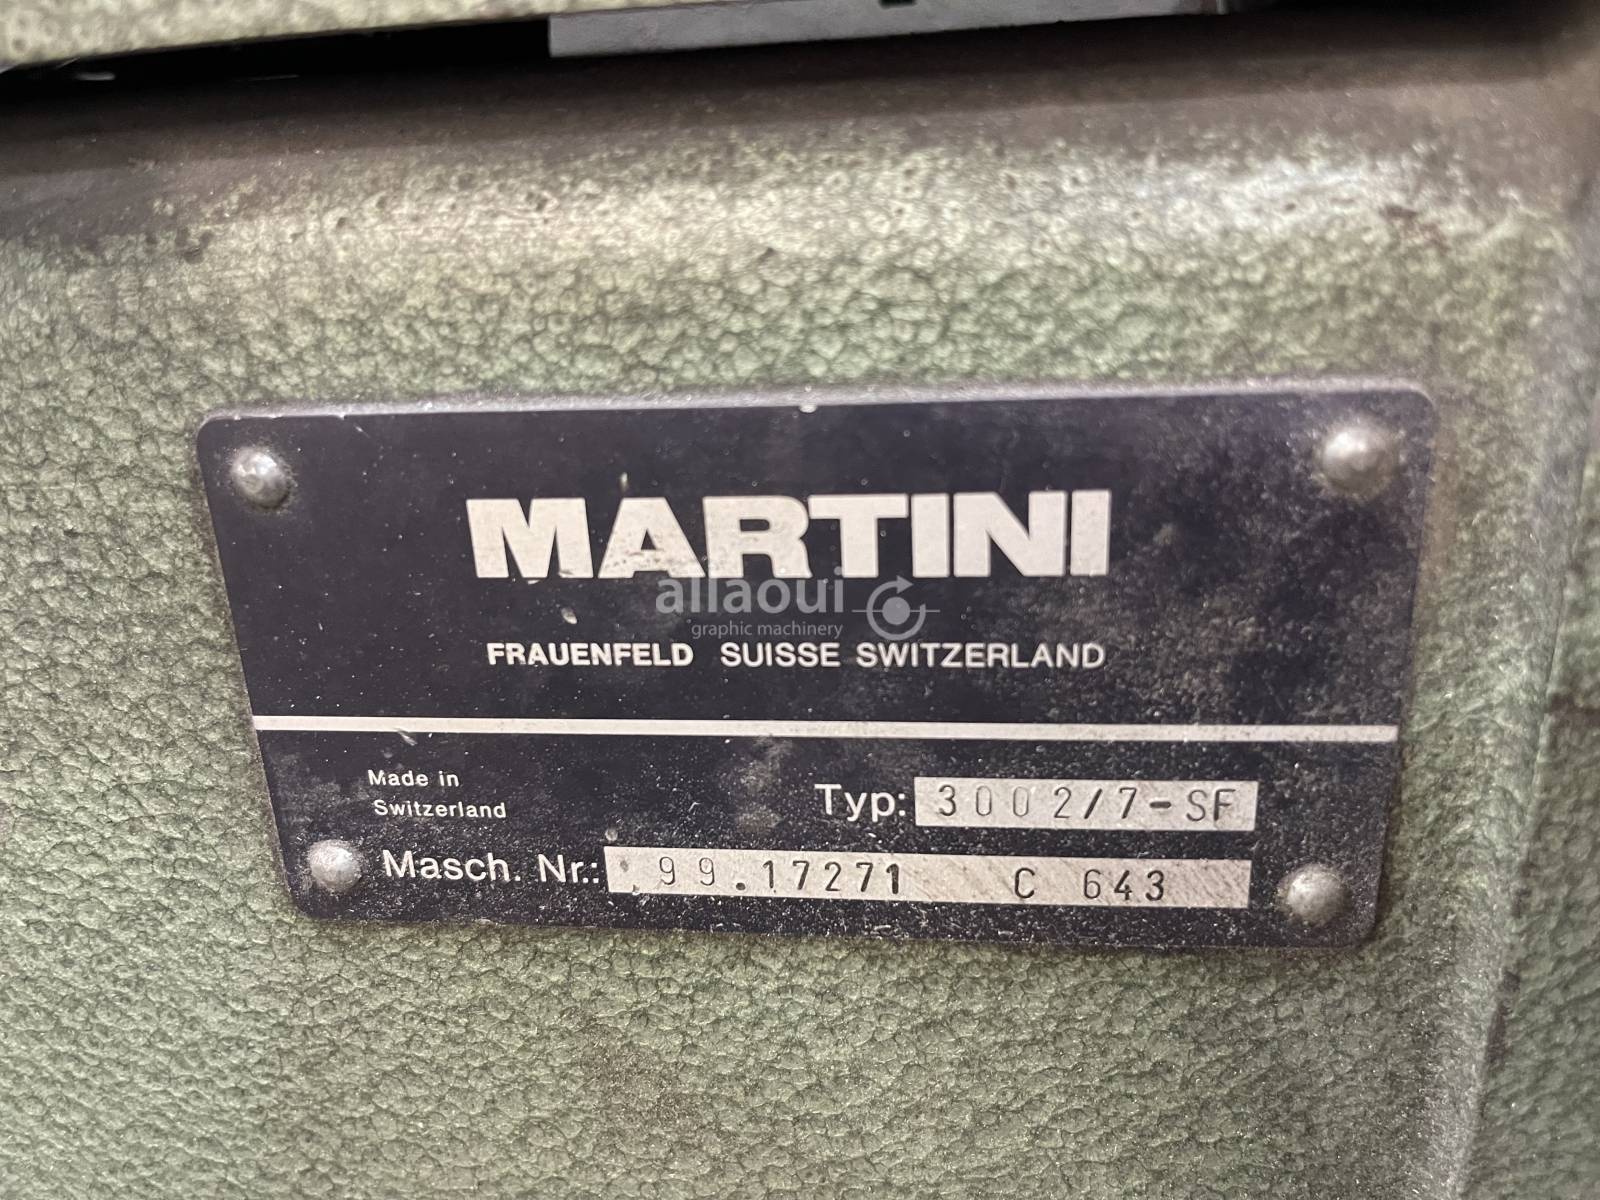 MARTINI
allaoui
graphic machinery
FRAUENFELD SUISSE SWITZERLAND
Made in
Switzerland
Typ: 3002/7-SF
Masch. Nr.: 99.17271 C 643